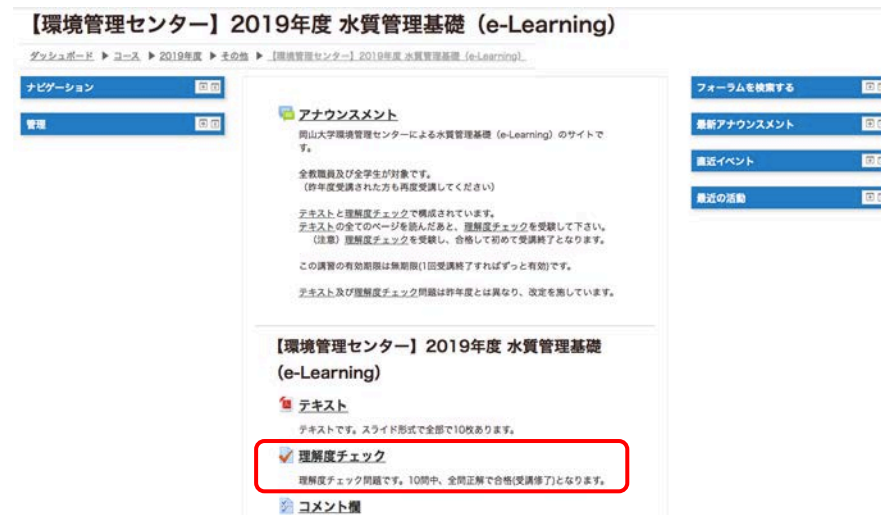 【環境管理センター】2019年度 水質管理基礎（e-Learning）
ダッシュボード ▶ コース ▶ 2019年度 ▶ その他 ▶ 【環境管理センター】2019年度 水質管理基礎（e-Learning）
ナビゲーション
管理
アナウンスメント
岡山大学環境管理センターによる水質管理基礎（e-Learning）のサイトで
す。
全教職員及び全学生が対象です。
（昨年度受講された方も再度受講してください）
テキストと理解度チェックで構成されています。
テキストの全てのページを読んだあと、理解度チェックを受験して下さい。
（注意）理解度チェックを受験し、合格して初めて受講終了となります。
この講習の有効期限は無期限(1回受講終了すればずっと有効)です。
テキスト及び理解度チェック問題は昨年度とは異なり、改定を施しています。
【環境管理センター】2019年度 水質管理基礎
（e-Learning）
テキスト
テキストです。スライド形式で全部で10枚あります。
理解度チェック
理解度チェック問題です。10問中、全問正解で合格(受講修了)となります。
コメント欄
フォーラムを検索する
最新アナウンスメント
直近イベント
最近の活動